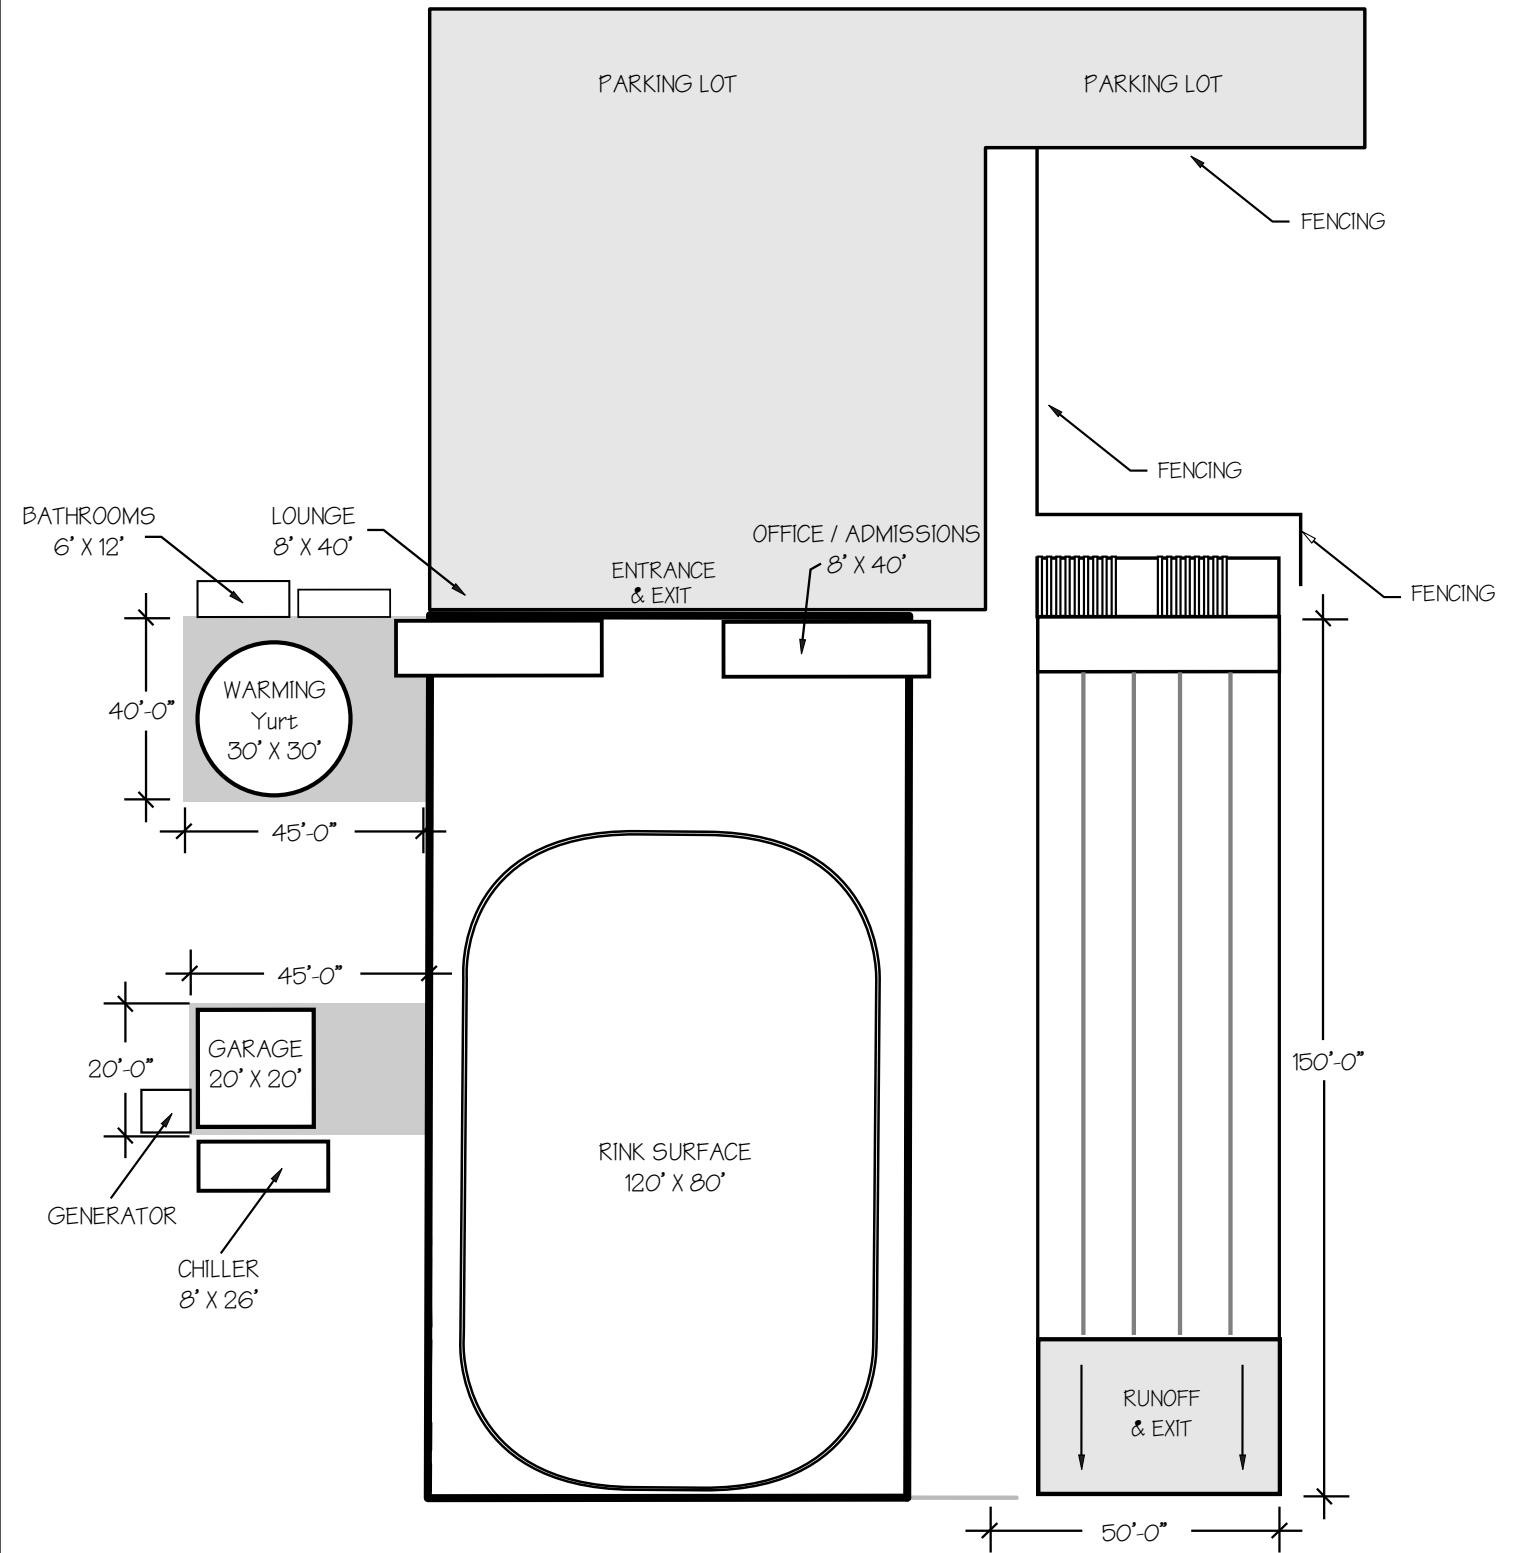 PARKING LOT
PARKING LOT
FENCING
FENCING
BATHROOMS
6' X 12'
LOUNGE
8' X 40'
OFFICE / ADMISSIONS
8' X 40'
ENTRANCE
& EXIT
FENCING
WARMING
Yurt
30' X 30'
40'-0"
45'-0"
45'-0"
GARAGE
20' X 20'
20'-0"
150'-0"
RINK SURFACE
120' X 80'
GENERATOR
CHILLER
8' X 26'
RUNOFF
& EXIT
50'-0"